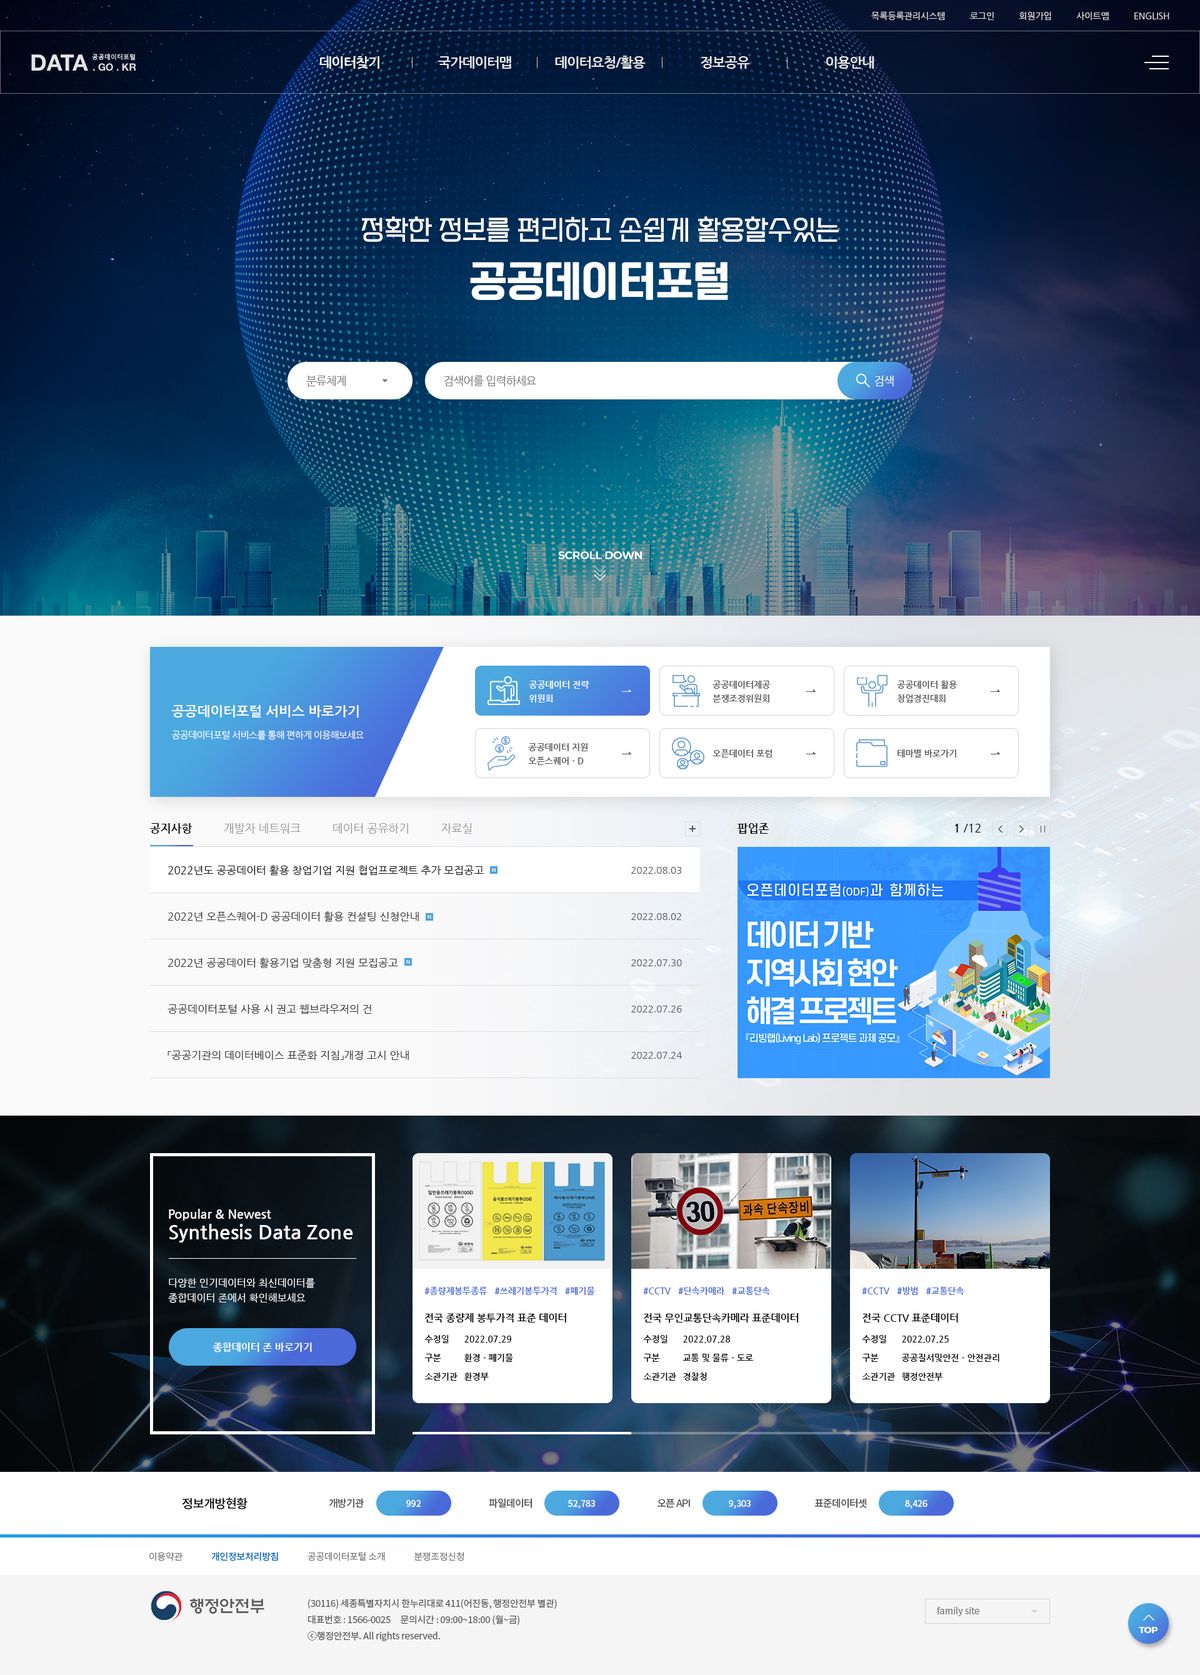 목록등록관리시스템 로그인 회원가입 사이트맵 ENGLISH
DATA 공공데이터포털
. GO . KR
데이터찾기 국가데이터맵 데이터요청/활용 정보공유 이용안내
정확한 정보를 편리하고 손쉽게 활용할수있는
공공데이터포털
분류체계 검색어를 입력하세요 검색
SCROLL DOWN
공공데이터포털 서비스 바로가기
공공데이터포털 서비스를 통해 편하게 이용해보세요
공공데이터 전략
위원회
공공데이터제공
분쟁조정위원회
공공데이터 활용
창업경진대회
공공데이터 지원
오픈스퀘어 - D
오픈데이터 포럼
테마별 바로가기
공지사항 개발자 네트워크 데이터 공유하기 자료실 +
2022년도 공공데이터 활용 창업기업 지원 협업프로젝트 추가 모집공고 N 2022.08.03
2022년 오픈스퀘어-D 공공데이터 활용 컨설팅 신청안내 N 2022.08.02
2022년 공공데이터 활용기업 맞춤형 지원 모집공고 N 2022.07.30
공공데이터포털 사용 시 권고 웹브라우저의 건 2022.07.26
「공공기관의 데이터베이스 표준화 지침」개정 고시 안내 2022.07.24
팝업존 1 /12
오픈데이터포럼(ODF)과 함께하는
데이터 기반
지역사회 현안
해결 프로젝트
『리빙랩(Living Lab) 프로젝트 과제 공모』
Popular & Newest
Synthesis Data Zone
다양한 인기데이터와 최신데이터를
종합데이터 존에서 확인해보세요
종합데이터 존 바로가기
#종량제봉투종류 #쓰레기봉투가격 #폐기물
전국 종량제 봉투가격 표준 데이터
수정일 2022.07.29
구분 환경 - 폐기물
소관기관 환경부
30
과속 단속장비
#CCTV #단속카메라 #교통단속
전국 무인교통단속카메라 표준데이터
수정일 2022.07.28
구분 교통 및 물류 - 도로
소관기관 경찰청
#CCTV #방범 #교통단속
전국 CCTV 표준데이터
수정일 2022.07.25
구분 공공질서및안전 - 안전관리
소관기관 행정안전부
정보개방현황 개방기관 992 파일데이터 52,783 오픈 API 9,303 표준데이터셋 8,426
이용약관 개인정보처리방침 공공데이터포털 소개 분쟁조정신청
행정안전부
(30116) 세종특별자치시 한누리대로 411(어진동, 행정안전부 별관)
대표번호 : 1566-0025 문의시간 : 09:00~18:00 (월~금)
ⓒ행정안전부. All rights reserved.
family site
TOP